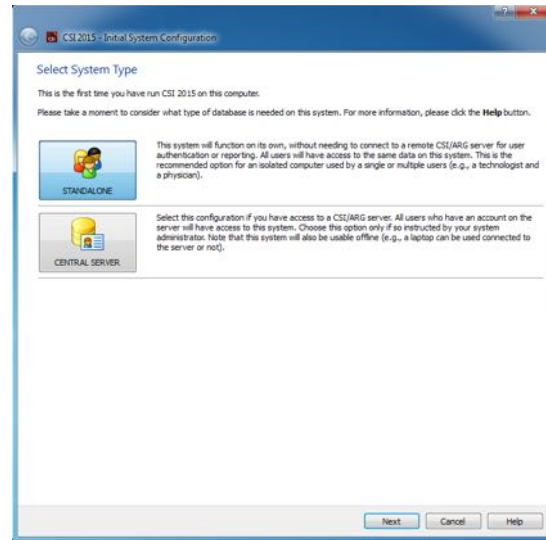 CSI 2015 - Initial System Configuration
Select System Type
This is the first time you have run CSI 2015 on this computer.
Please take a moment to consider what type of database is needed on this system. For more information, please click the Help button.
This system will function on its own, without needing to connect to a remote CSI/ARG server for user
authentication or reporting. All users will have access to the same data on this system. This is the
recommended option for an isolated computer used by a single or multiple users (e.g., a technologist and
a physician).
STANDALONE
Select this configuration if you have access to a CSI/ARG server. All users who have an account on the
server will have access to this system. Choose this option only if so instructed by your system
administrator. Note that this system will also be usable offline (e.g., a laptop can be used connected to
the server or not).
CENTRAL SERVER
Next Cancel Help